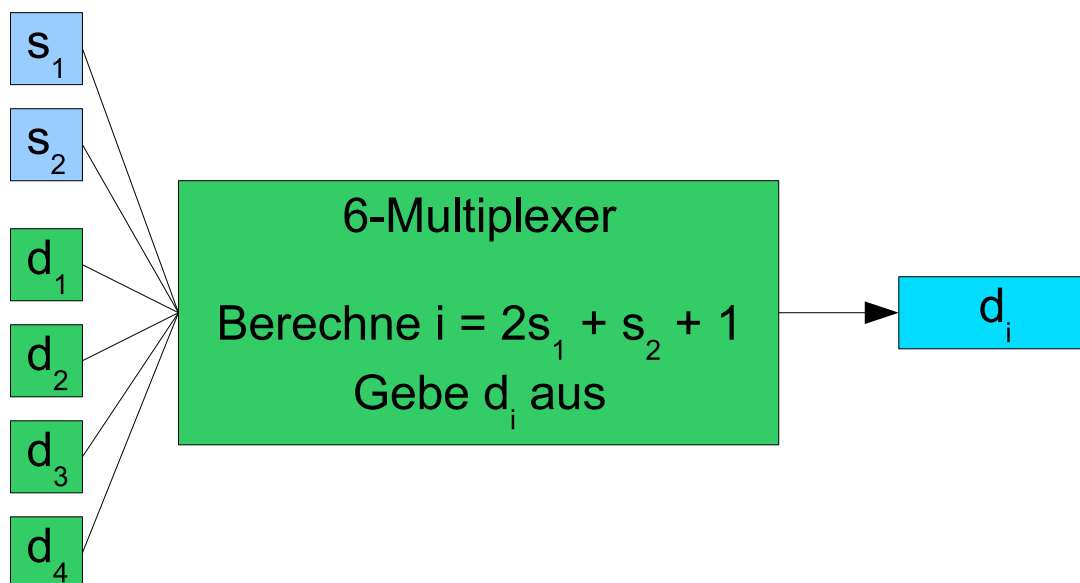 s₁
s₂
d₁
d₂
d₃
d₄
6-Multiplexer
Berechne i = 2s₁ + s₂ + 1
Gebe dᵢ aus
dᵢ